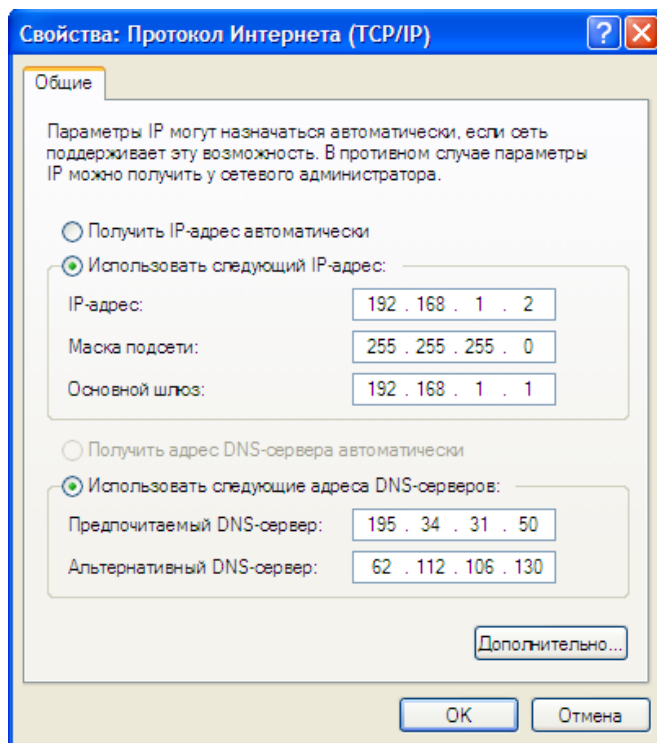 Свойства: Протокол Интернета (TCP/IP)
Общие
Параметры IP могут назначаться автоматически, если сеть
поддерживает эту возможность. В противном случае параметры
IP можно получить у сетевого администратора.
Получить IP-адрес автоматически
Использовать следующий IP-адрес:
IP-адрес: 192 . 168 . 1 . 2
Маска подсети: 255 . 255 . 255 . 0
Основной шлюз: 192 . 168 . 1 . 1
Получить адрес DNS-сервера автоматически
Использовать следующие адреса DNS-серверов:
Предпочитаемый DNS-сервер: 195 . 34 . 31 . 50
Альтернативный DNS-сервер: 62 . 112 . 106 . 130
Дополнительно...
OK Отмена